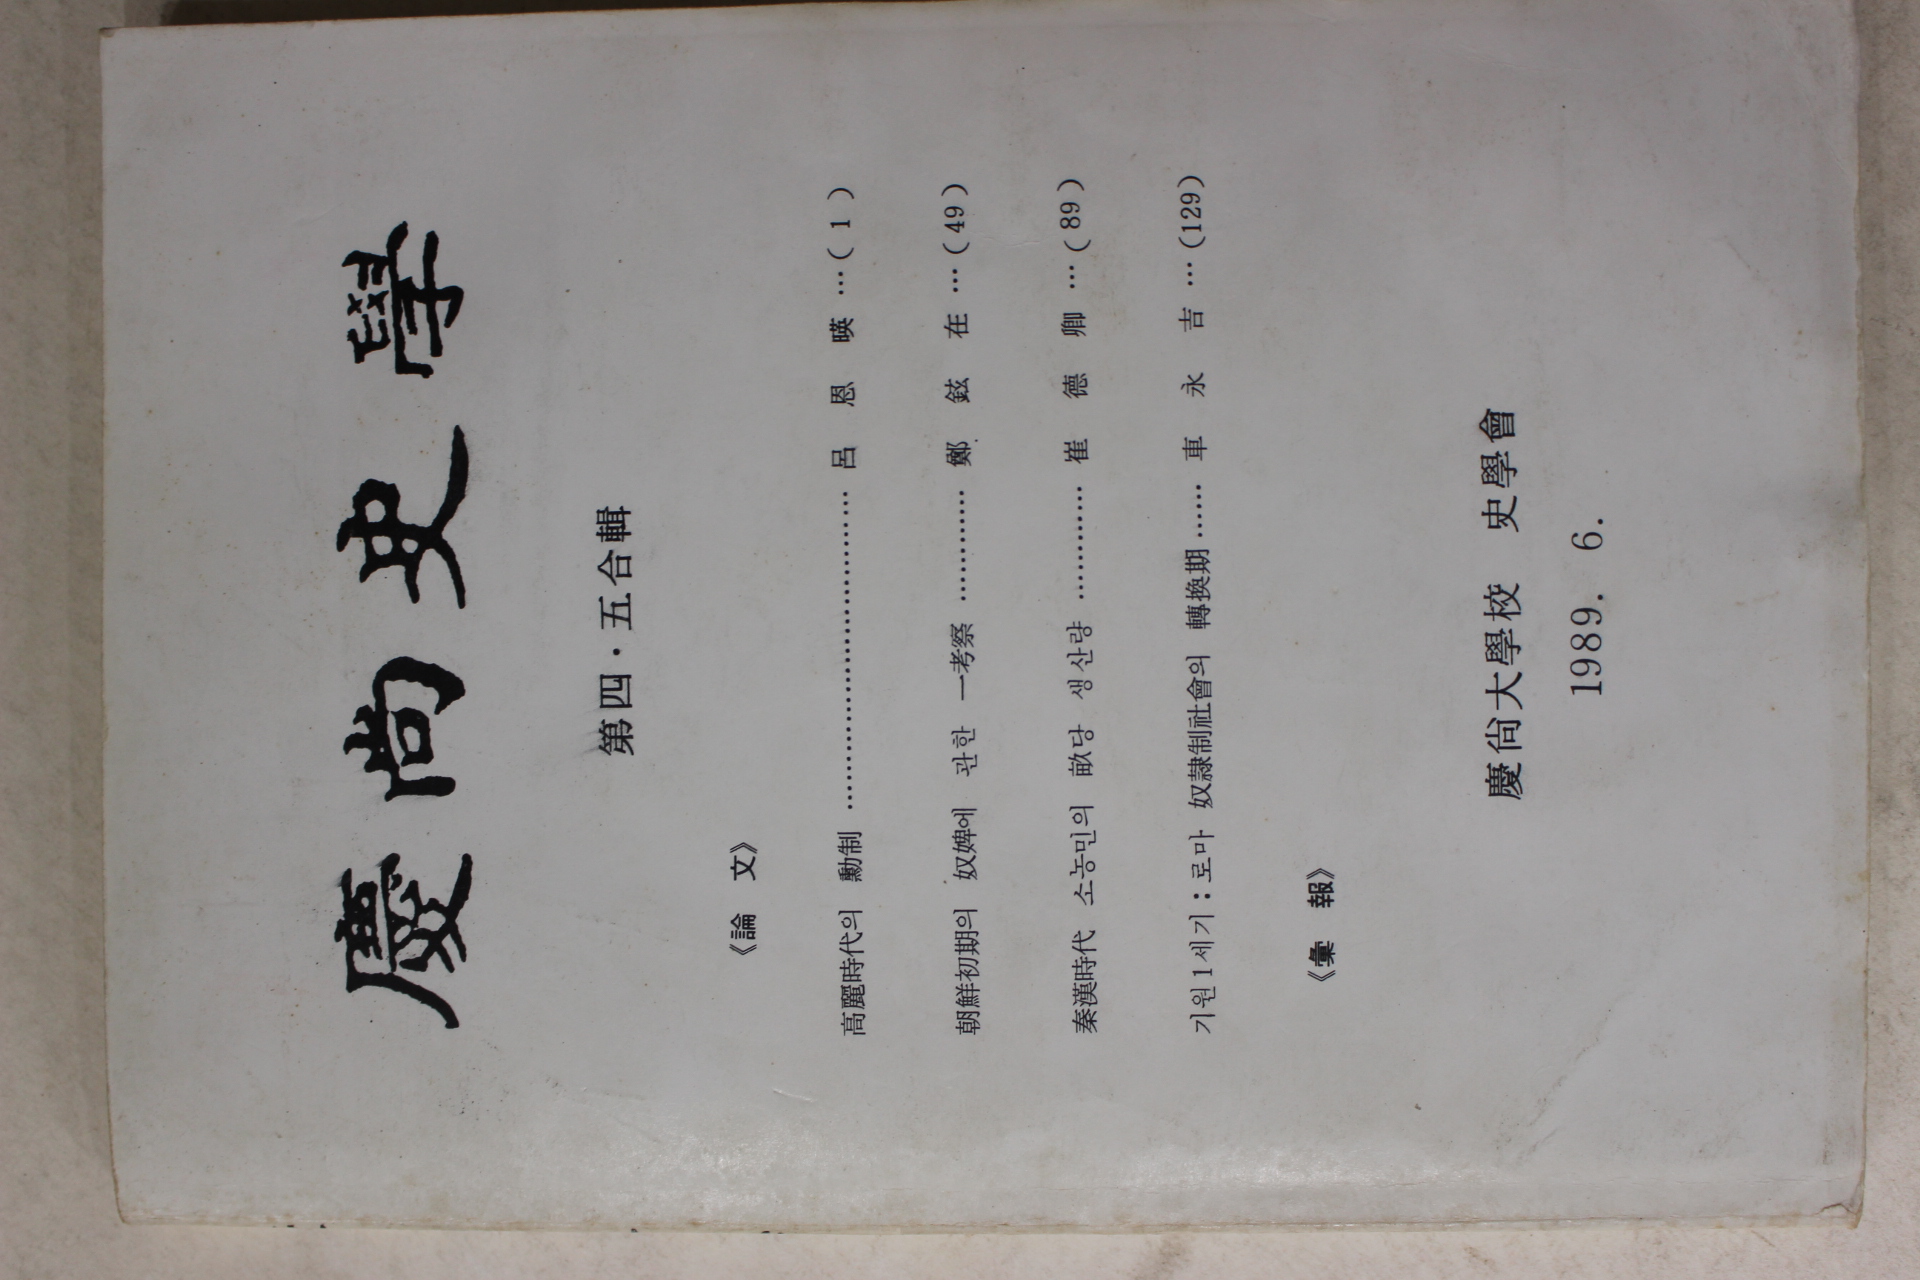 慶尙史學
第四·五合輯
《論 文》
高麗時代의 勳制 ………………………………… 呂 恩 暎 …( 1 )
朝鮮初期의 奴婢에 관한 一考察 ………… 鄭 鉉 在 …( 49 )
秦漢時代 소농민의 畝당 생산량 ………… 崔 德 卿 …( 89 )
기원1세기 : 로마 奴隷制社會의 轉換期 …… 車 永 吉 …(129)
《彙 報》
慶尙大學校 史學會
1989. 6.